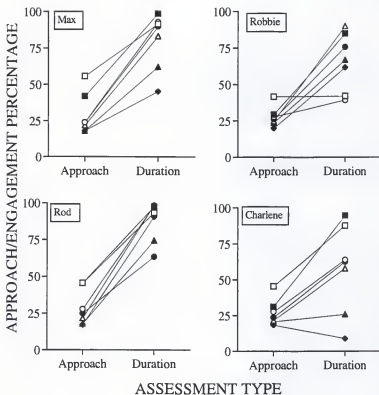 APPROACH/ENGAGEMENT PERCENTAGE
Max
100
75
50
25
0
Approach Duration
Robbie
100
75
50
25
0
Approach Duration
Rod
100
75
50
25
0
Approach Duration
Charlene
100
75
50
25
0
Approach Duration
ASSESSMENT TYPE